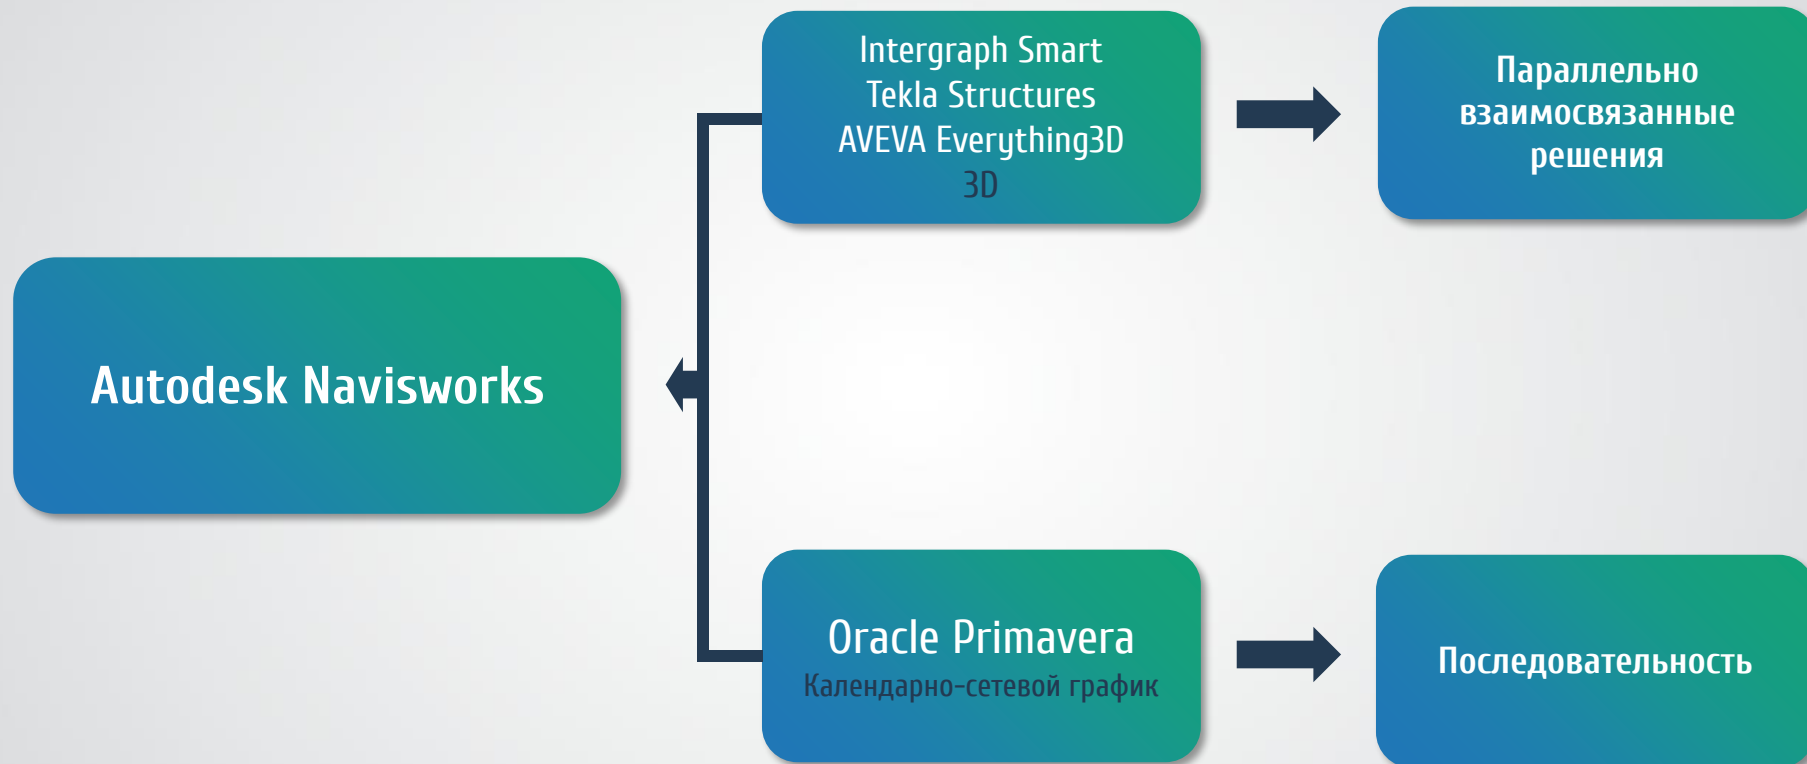 Intergraph Smart
Tekla Structures
AVEVA Everything3D
3D
Параллельно
взаимосвязанные
решения
Autodesk Navisworks
Oracle Primavera
Календарно-сетевой график
Последовательность